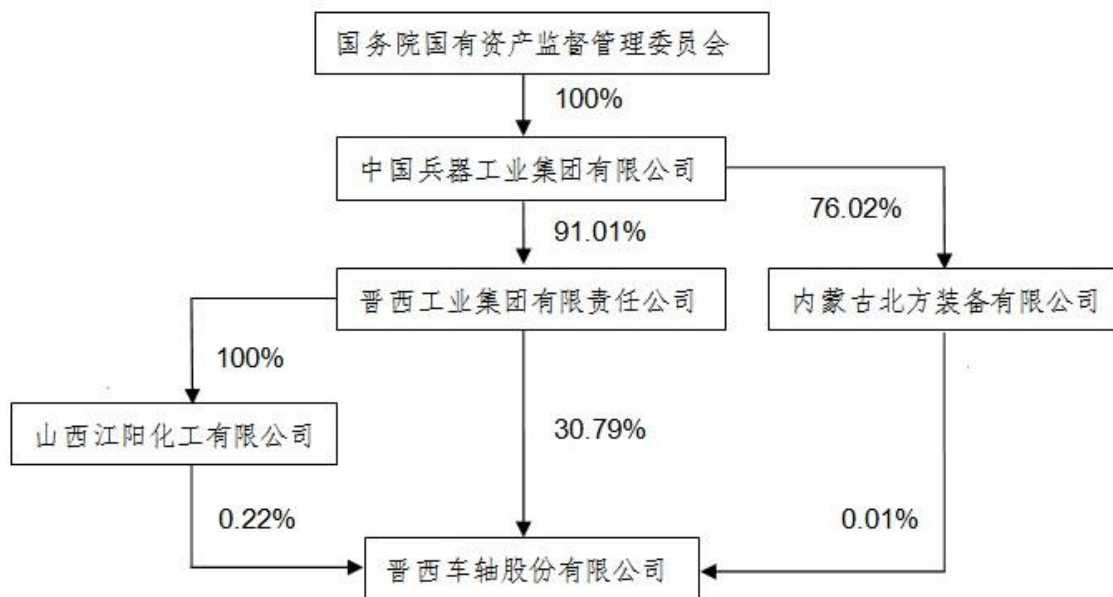 国务院国有资产监督管理委员会
100%
中国兵器工业集团有限公司
76.02%
91.01%
晋西工业集团有限责任公司
内蒙古北方装备有限公司
100%
山西江阳化工有限公司
30.79%
0.22%
0.01%
晋西车轴股份有限公司